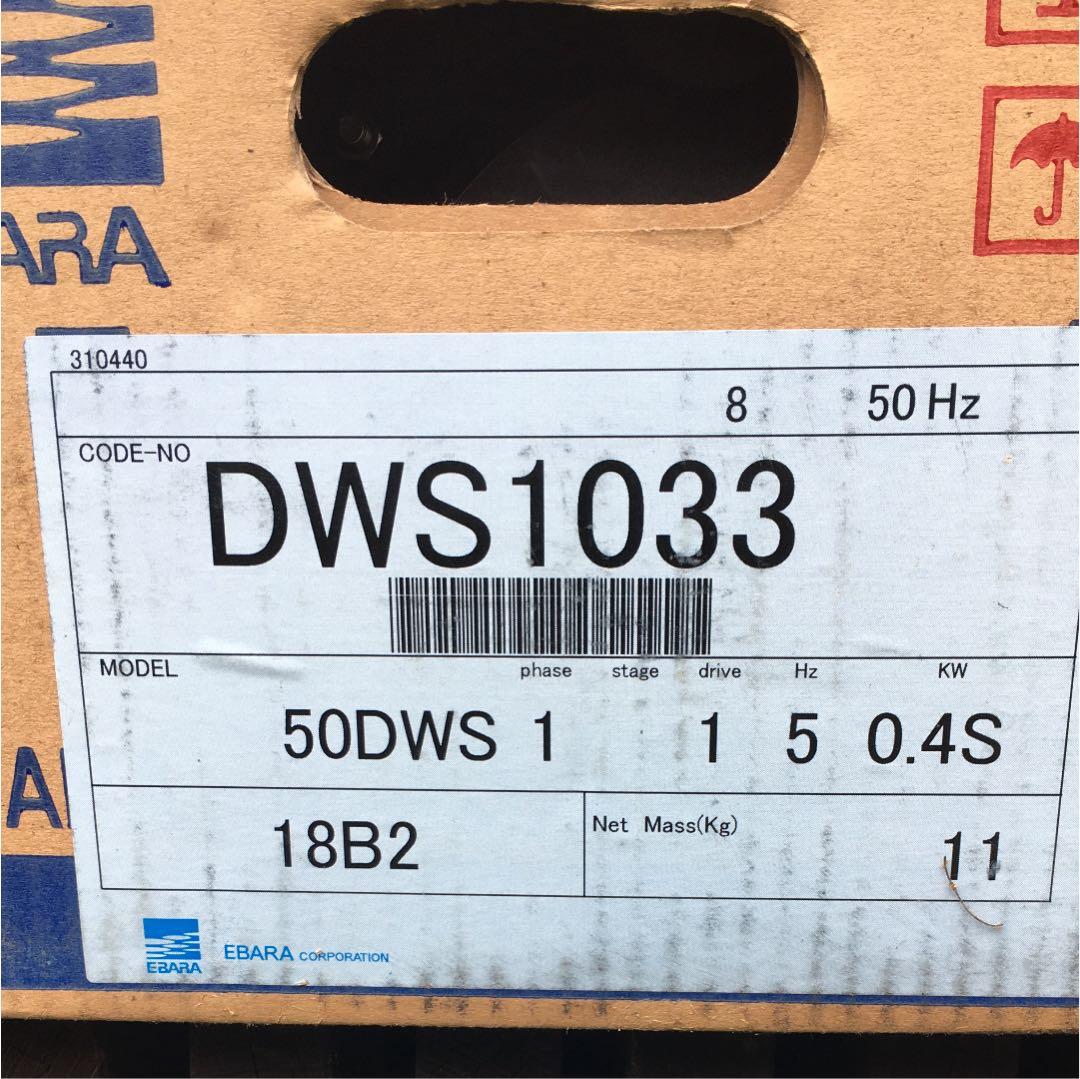 ARA
310440
8 50 Hz
CODE-NO
DWS1033
MODEL phase stage drive Hz KW
50DWS 1 1 5 0.4S
18B2
Net Mass(Kg)
11
EBARA
EBARA CORPORATION